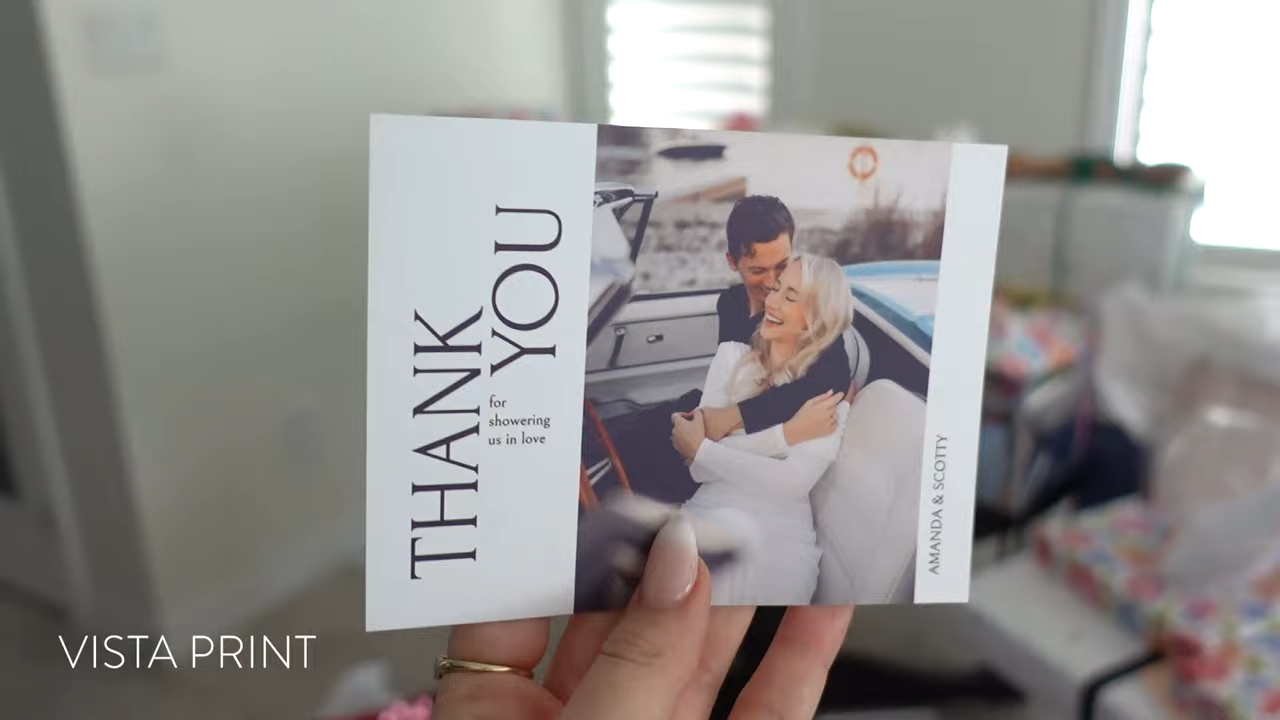 THANK
YOU
for
showering
us in love
AMANDA & SCOTTY
VISTA PRINT